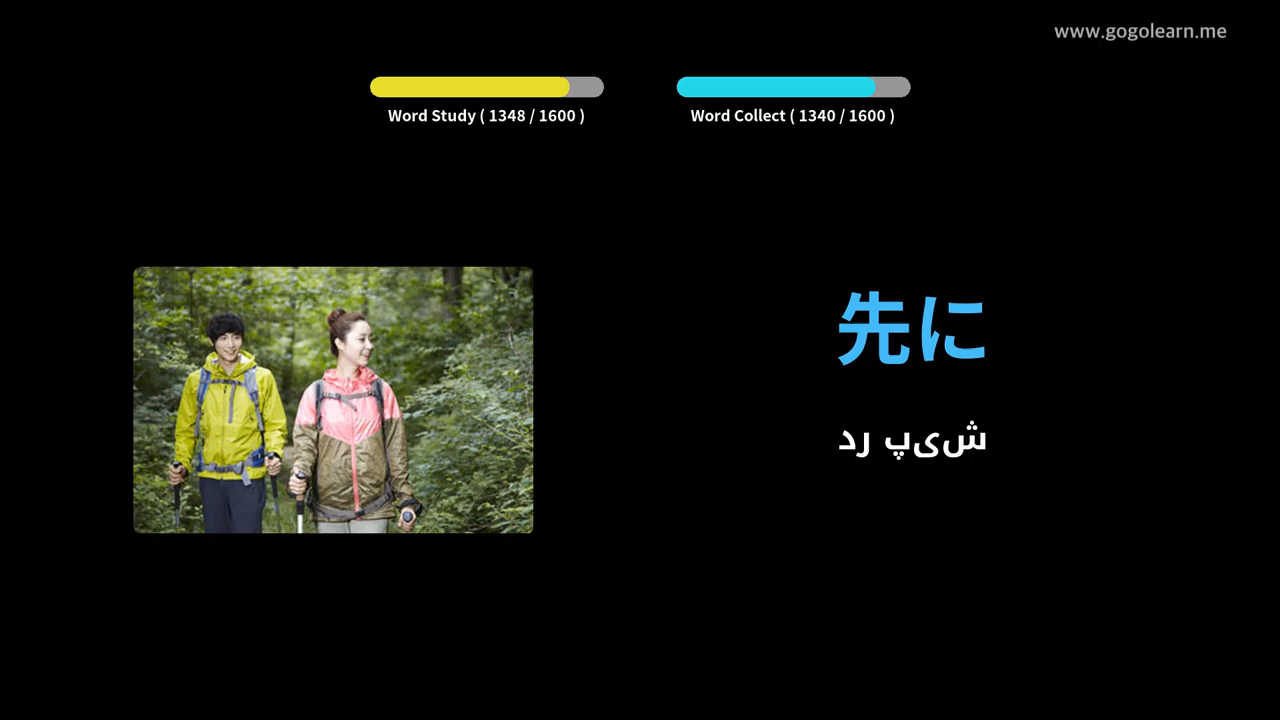 www.gogolearn.me
Word Study ( 1348 / 1600 )
Word Collect ( 1340 / 1600 )
先に
در پیش